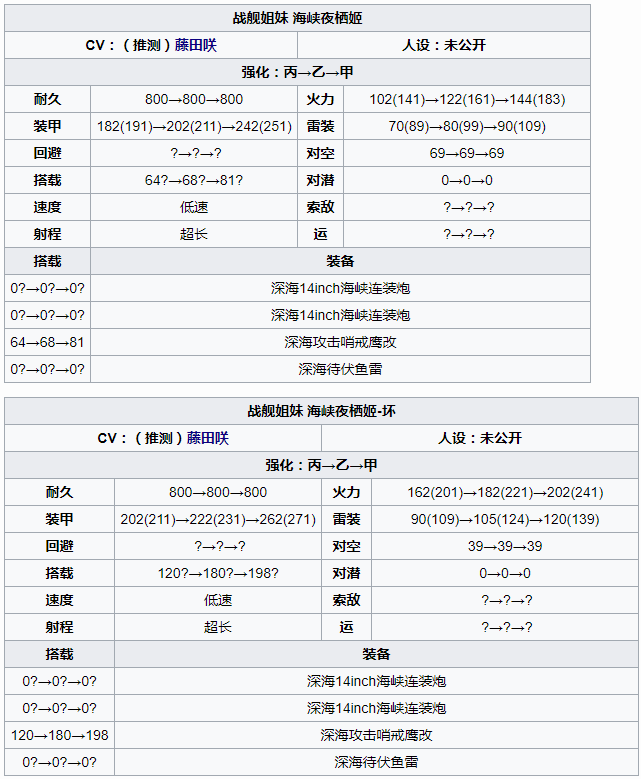 战舰姐妹 海峡夜栖姬
CV：（推测）藤田咲 人设：未公开
强化：丙→乙→甲
耐久 800→800→800 火力 102(141)→122(161)→144(183)
装甲 182(191)→202(211)→242(251) 雷装 70(89)→80(99)→90(109)
回避 ?→?→? 对空 69→69→69
搭载 64?→68?→81? 对潜 0→0→0
速度 低速 索敌 ?→?→?
射程 超长 运 ?→?→?
搭载 装备
0?→0?→0? 深海14inch海峡连装炮
0?→0?→0? 深海14inch海峡连装炮
64→68→81 深海攻击哨戒鹰改
0?→0?→0? 深海待伏鱼雷
战舰姐妹 海峡夜栖姬-坏
CV：（推测）藤田咲 人设：未公开
强化：丙→乙→甲
耐久 800→800→800 火力 162(201)→182(221)→202(241)
装甲 202(211)→222(231)→262(271) 雷装 90(109)→105(124)→120(139)
回避 ?→?→? 对空 39→39→39
搭载 120?→180?→198? 对潜 0→0→0
速度 低速 索敌 ?→?→?
射程 超长 运 ?→?→?
搭载 装备
0?→0?→0? 深海14inch海峡连装炮
0?→0?→0? 深海14inch海峡连装炮
120→180→198 深海攻击哨戒鹰改
0?→0?→0? 深海待伏鱼雷